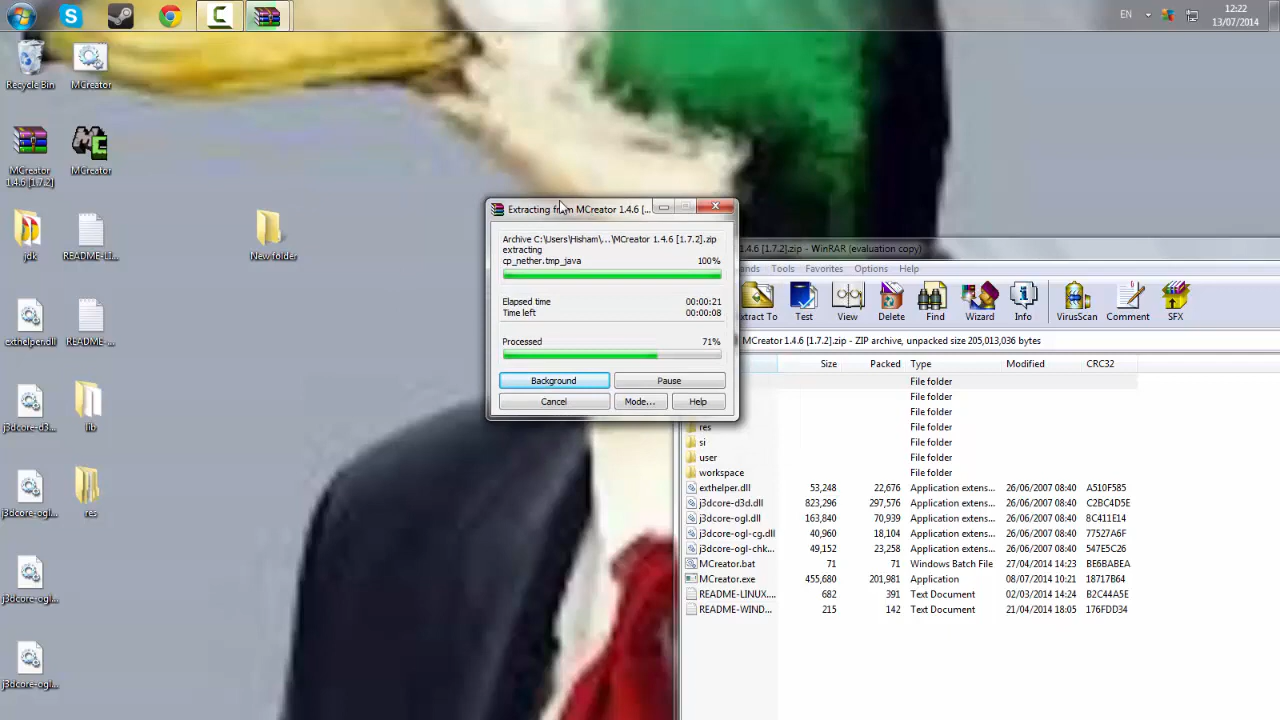 EN
12:22
13/07/2014
Recycle Bin
MCreator
MCreator
1.4.6 [1.7.2]
MCreator
jdk
README-LI...
New folder
exthelper.dll
README-...
j3dcore-d3...
lib
j3dcore-ogl...
res
j3dcore-ogl...
j3dcore-ogl...
Extracting from MCreator 1.4.6 [...
Archive C:\Users\Hisham\...\MCreator 1.4.6 [1.7.2].zip
extracting
cp_nether.tmp_java 100%
Elapsed time 00:00:21
Time left 00:00:08
Processed 71%
Background Pause
Cancel Mode... Help
1.4.6 [1.7.2].zip - WinRAR (evaluation copy)
ands Tools Favorites Options Help
xtract To Test View Delete Find Wizard Info VirusScan Comment SFX
MCreator 1.4.6 [1.7.2].zip - ZIP archive, unpacked size 205,013,036 bytes
Size Packed Type Modified CRC32
File folder
File folder
File folder
res File folder
si File folder
user File folder
workspace File folder
exthelper.dll 53,248 22,676 Application extens... 26/06/2007 08:40 A510F585
j3dcore-d3d.dll 823,296 297,576 Application extens... 26/06/2007 08:40 C2BC4D5E
j3dcore-ogl.dll 163,840 70,939 Application extens... 26/06/2007 08:40 8C411E14
j3dcore-ogl-cg.dll 40,960 18,104 Application extens... 26/06/2007 08:40 77527A6F
j3dcore-ogl-chk... 49,152 23,258 Application extens... 26/06/2007 08:40 547E5C26
MCreator.bat 71 71 Windows Batch File 27/04/2014 14:23 BE6BABEA
MCreator.exe 455,680 201,981 Application 08/07/2014 10:21 18717B64
README-LINUX.... 682 391 Text Document 02/03/2014 14:24 B2C44A5E
README-WIND... 215 142 Text Document 21/04/2014 18:05 176FDD34